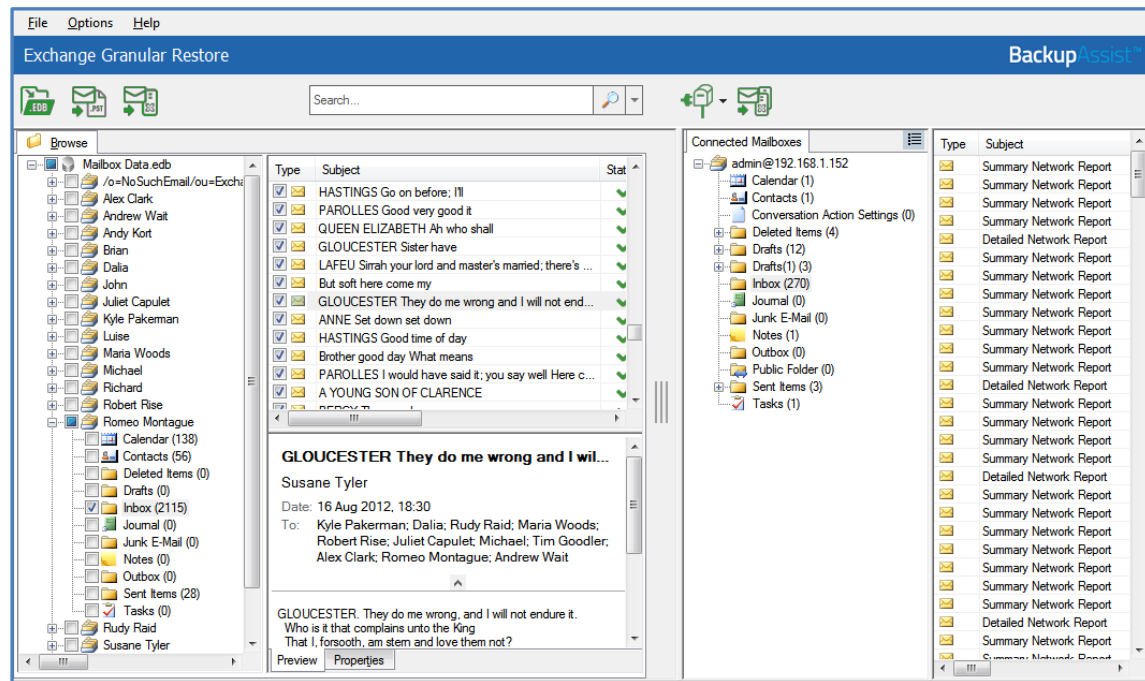 File Options Help
Exchange Granular Restore
BackupAssist™
.EDB
.PST
Search...
Browse
Mailbox Data.edb
/o=NoSuchEmail/ou=Excha
Alex Clark
Andrew Wait
Andy Kort
Brian
Dalia
John
Juliet Capulet
Kyle Pakerman
Luise
Maria Woods
Michael
Richard
Robert Rise
Romeo Montague
Calendar (138)
Contacts (56)
Deleted Items (0)
Drafts (0)
Inbox (2115)
Journal (0)
Junk E-Mail (0)
Notes (0)
Outbox (0)
Sent Items (28)
Tasks (0)
Rudy Raid
Susane Tyler
Type Subject Stat
HASTINGS Go on before; I'll
PAROLLES Good very good it
QUEEN ELIZABETH Ah who shall
GLOUCESTER Sister have
LAFEU Sirrah your lord and master's married; there's ...
But soft here come my
GLOUCESTER They do me wrong and I will not end...
ANNE Set down set down
HASTINGS Good time of day
Brother good day What means
PAROLLES I would have said it; you say well Here c...
A YOUNG SON OF CLARENCE
GLOUCESTER They do me wrong and I wil...
Susane Tyler
Date: 16 Aug 2012, 18:30
To: Kyle Pakerman; Dalia; Rudy Raid; Maria Woods;
Robert Rise; Juliet Capulet; Michael; Tim Goodler;
Alex Clark; Romeo Montague; Andrew Wait
GLOUCESTER. They do me wrong, and I will not endure it.
Who is it that complains unto the King
That I, forsooth, am stern and love them not?
Preview Properties
Connected Mailboxes
admin@192.168.1.152
Calendar (1)
Contacts (1)
Conversation Action Settings (0)
Deleted Items (4)
Drafts (12)
Drafts(1) (3)
Inbox (270)
Journal (0)
Junk E-Mail (0)
Notes (1)
Outbox (0)
Public Folder (0)
Sent Items (3)
Tasks (1)
Type Subject
Summary Network Report
Summary Network Report
Summary Network Report
Summary Network Report
Detailed Network Report
Summary Network Report
Summary Network Report
Summary Network Report
Summary Network Report
Summary Network Report
Summary Network Report
Summary Network Report
Detailed Network Report
Summary Network Report
Summary Network Report
Summary Network Report
Summary Network Report
Detailed Network Report
Summary Network Report
Summary Network Report
Summary Network Report
Summary Network Report
Summary Network Report
Summary Network Report
Summary Network Report
Detailed Network Report
Summary Network Report
Summary Network Report